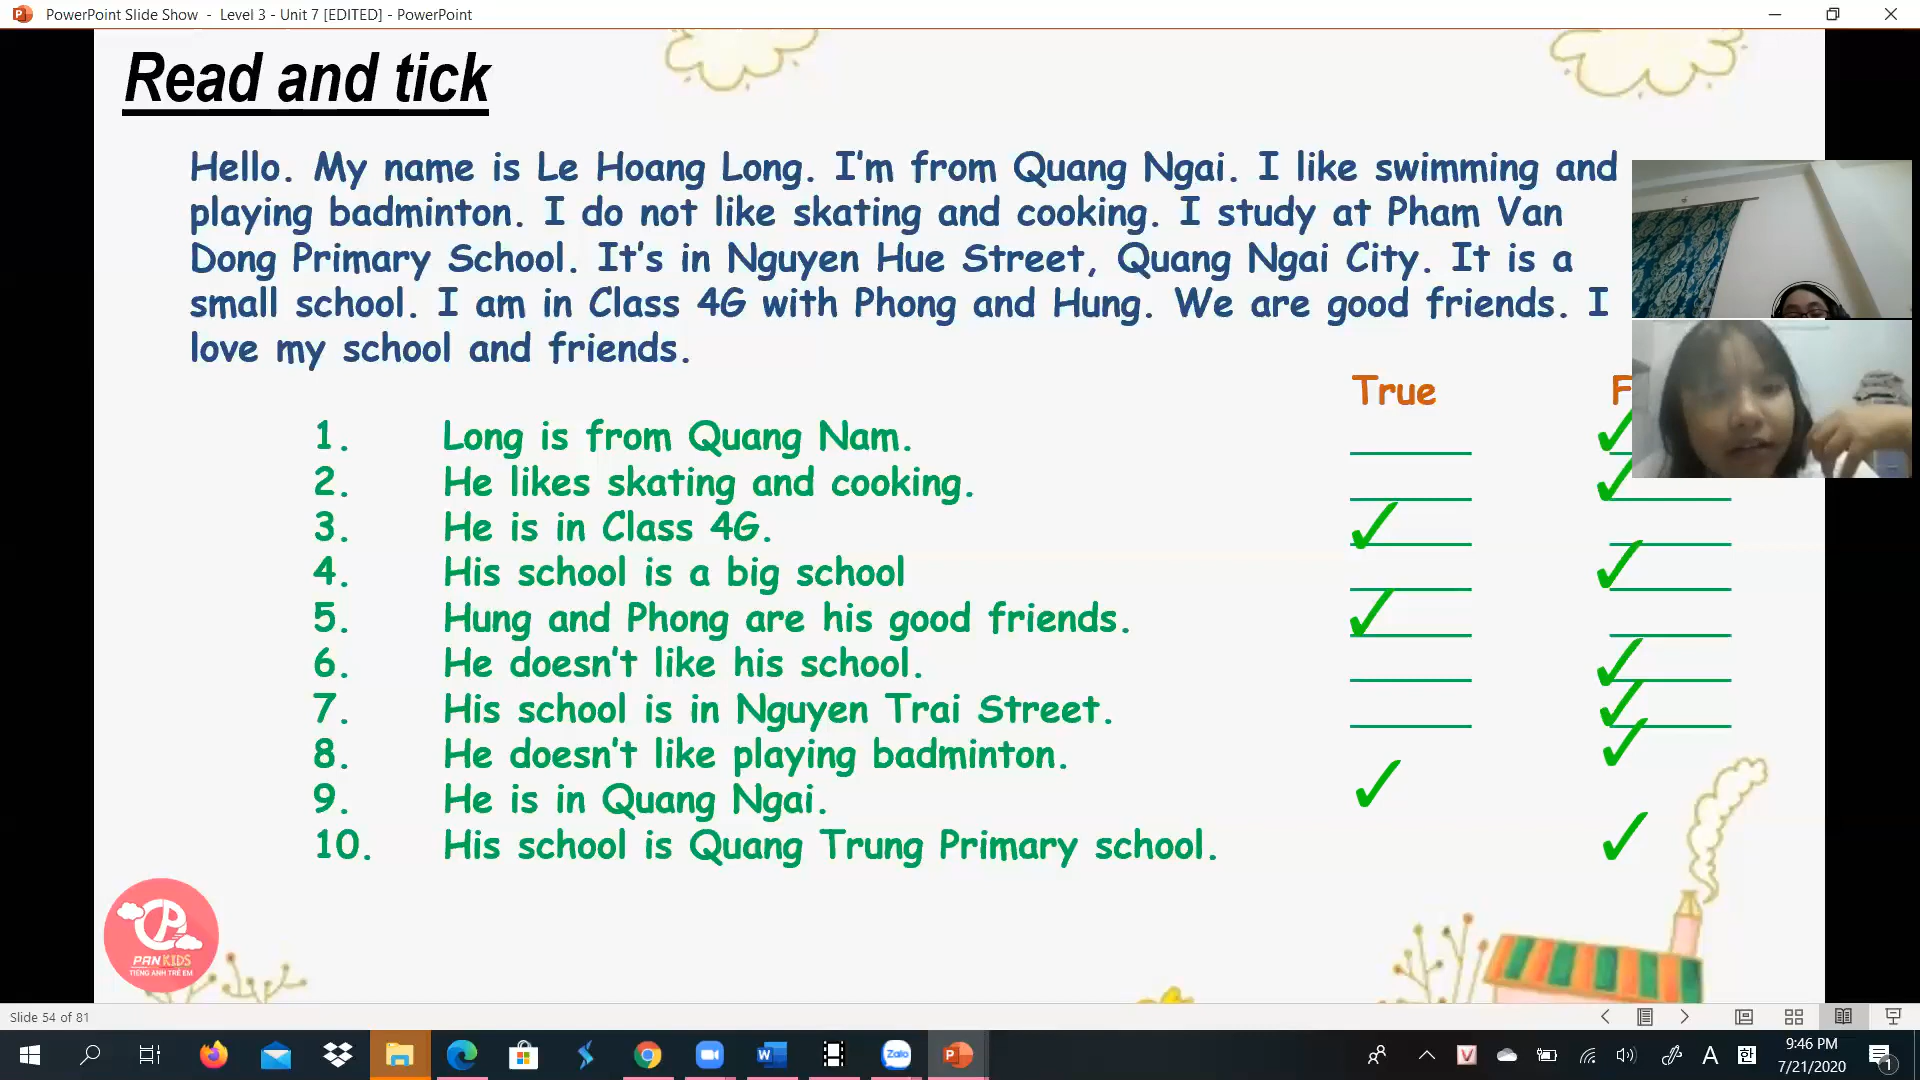 PowerPoint Slide Show - Level 3 - Unit 7 [EDITED] - PowerPoint
Read and tick
Hello. My name is Le Hoang Long. I'm from Quang Ngai. I like swimming and
playing badminton. I do not like skating and cooking. I study at Pham Van
Dong Primary School. It's in Nguyen Hue Street, Quang Ngai City. It is a
small school. I am in Class 4G with Phong and Hung. We are good friends. I
love my school and friends.
True F
1. Long is from Quang Nam.
2. He likes skating and cooking.
3. He is in Class 4G.
4. His school is a big school
5. Hung and Phong are his good friends.
6. He doesn't like his school.
7. His school is in Nguyen Trai Street.
8. He doesn't like playing badminton.
9. He is in Quang Ngai.
10. His school is Quang Trung Primary school.
PAN KIDS
TIẾNG ANH TRẺ EM
Slide 54 of 81
Zalo
A 한
9:46 PM
7/21/2020
1